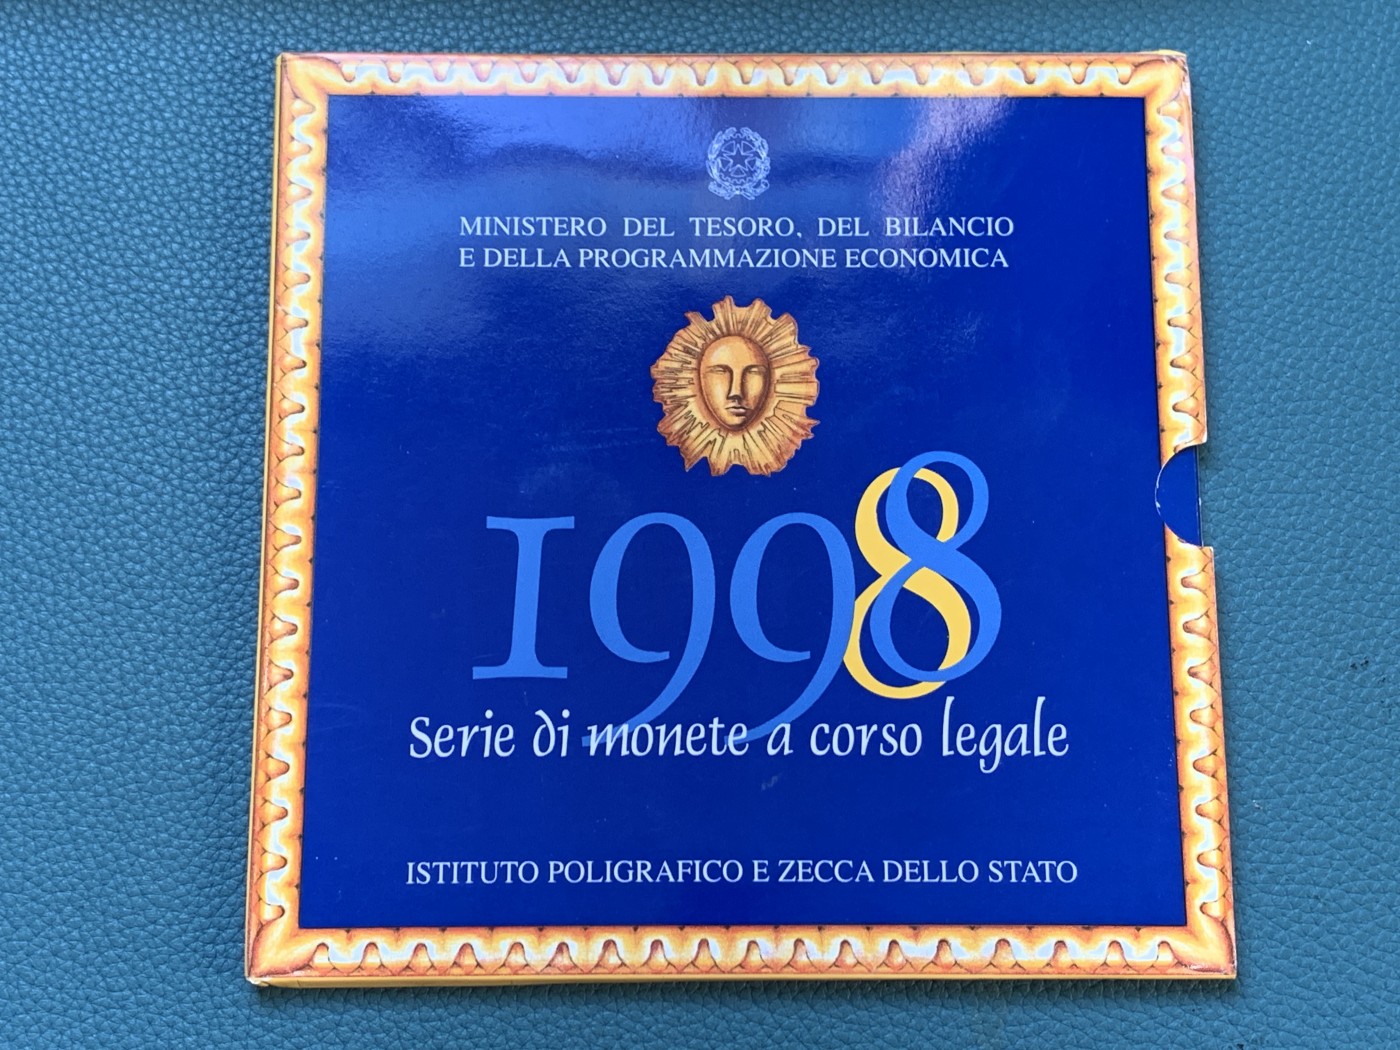 MINISTERO DEL TESORO, DEL BILANCIO
E DELLA PROGRAMMAZIONE ECONOMICA
1998
Serie di monete a corso legale
ISTITUTO POLIGRAFICO E ZECCA DELLO STATO